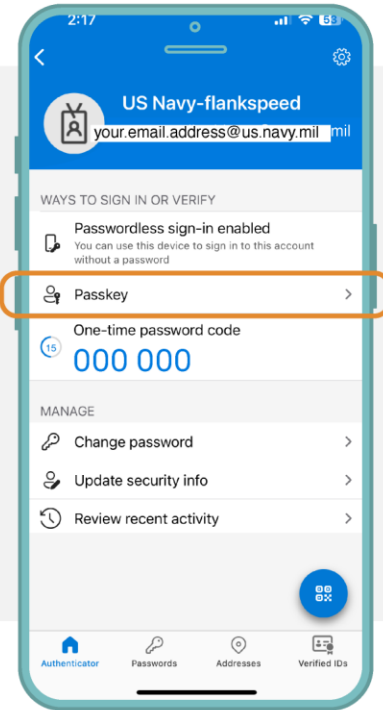 2:17 53
US Navy-flankspeed
your.email.address@us.navy.mil mil
WAYS TO SIGN IN OR VERIFY
Passwordless sign-in enabled
You can use this device to sign in to this account
without a password
Passkey
One-time password code
15
000 000
MANAGE
Change password
Update security info
Review recent activity
Authenticator Passwords Addresses Verified IDs